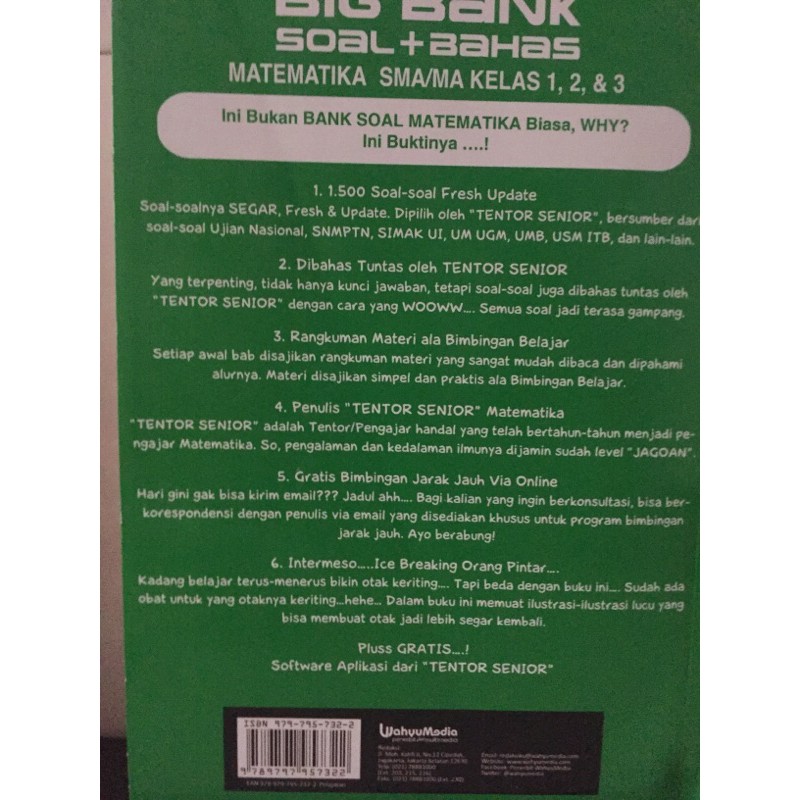 BIG BANK
SOAL+BAHAS
MATEMATIKA SMA/MA KELAS 1, 2, & 3
Ini Bukan BANK SOAL MATEMATIKA Biasa, WHY?
Ini Buktinya ....!
1. 1.500 Soal-soal Fresh Update
Soal-soalnya SEGAR, Fresh & Update. Dipilih oleh "TENTOR SENIOR", bersumber dari
soal-soal Ujian Nasional, SNMPTN, SIMAK UI, UM UGM, UMB, USM ITB, dan lain-lain.
2. Dibahas Tuntas oleh TENTOR SENIOR
Yang terpenting, tidak hanya kunci jawaban, tetapi soal-soal juga dibahas tuntas oleh
"TENTOR SENIOR" dengan cara yang WOOWW.... Semua soal jadi terasa gampang.
3. Rangkuman Materi ala Bimbingan Belajar
Setiap awal bab disajikan rangkuman materi yang sangat mudah dibaca dan dipahami
alurnya. Materi disajikan simpel dan praktis ala Bimbingan Belajar.
4. Penulis "TENTOR SENIOR" Matematika
"TENTOR SENIOR" adalah Tentor/Pengajar handal yang telah bertahun-tahun menjadi pe-
ngajar Matematika. So, pengalaman dan kedalaman ilmunya dijamin sudah level "JAGOAN".
5. Gratis Bimbingan Jarak Jauh Via Online
Hari gini gak bisa kirim email??? Jadul ahh.... Bagi kalian yang ingin berkonsultasi, bisa ber-
korespondensi dengan penulis via email yang disediakan khusus untuk program bimbingan
jarak jauh. Ayo berabung!
6. Intermeso.....Ice Breaking Orang Pintar....
Kadang belajar terus-menerus bikin otak keriting.... Tapi beda dengan buku ini.... Sudah ada
obat untuk yang otaknya keriting...hehe... Dalam buku ini memuat ilustrasi-ilustrasi lucu yang
bisa membuat otak jadi lebih segar kembali.
Pluss GRATIS....!
Software Aplikasi dari "TENTOR SENIOR"
ISBN 979-795-732-2
9789797957322
WahyuMedia
Redaksi: